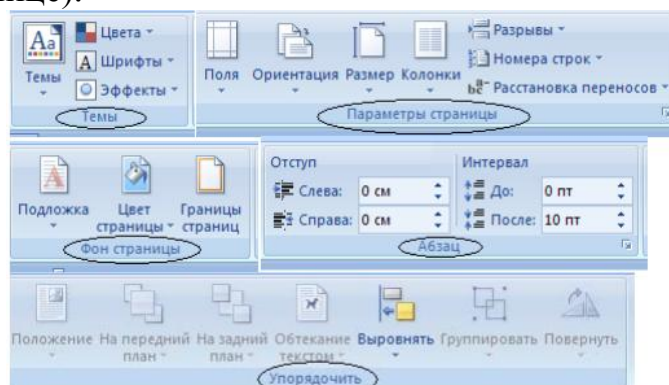 нице).
Aa
Темы
Цвета
A Шрифты
Эффекты
Темы
Поля Ориентация Размер Колонки
Разрывы
Номера строк
Расстановка переносов
Параметры страницы
Подложка
Цвет страницы
Границы страниц
Фон страницы
Отступ
Слева: 0 см
Справа: 0 см
Интервал
До: 0 пт
После: 10 пт
Абзац
Положение
На передний план
На задний план
Обтекание текстом
Выровнять
Группировать
Повернуть
Упорядочить